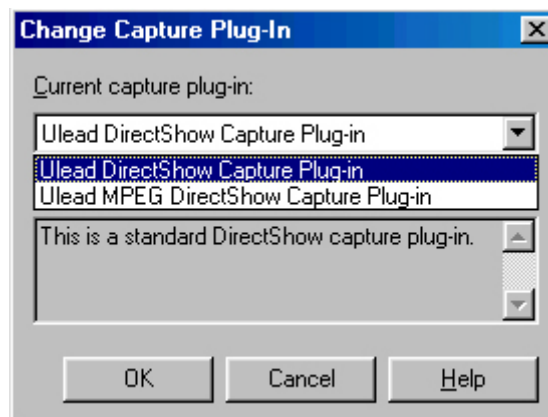 Change Capture Plug-In
Current capture plug-in:
Ulead DirectShow Capture Plug-in
Ulead DirectShow Capture Plug-in
Ulead MPEG DirectShow Capture Plug-in
This is a standard DirectShow capture plug-in.
OK Cancel Help